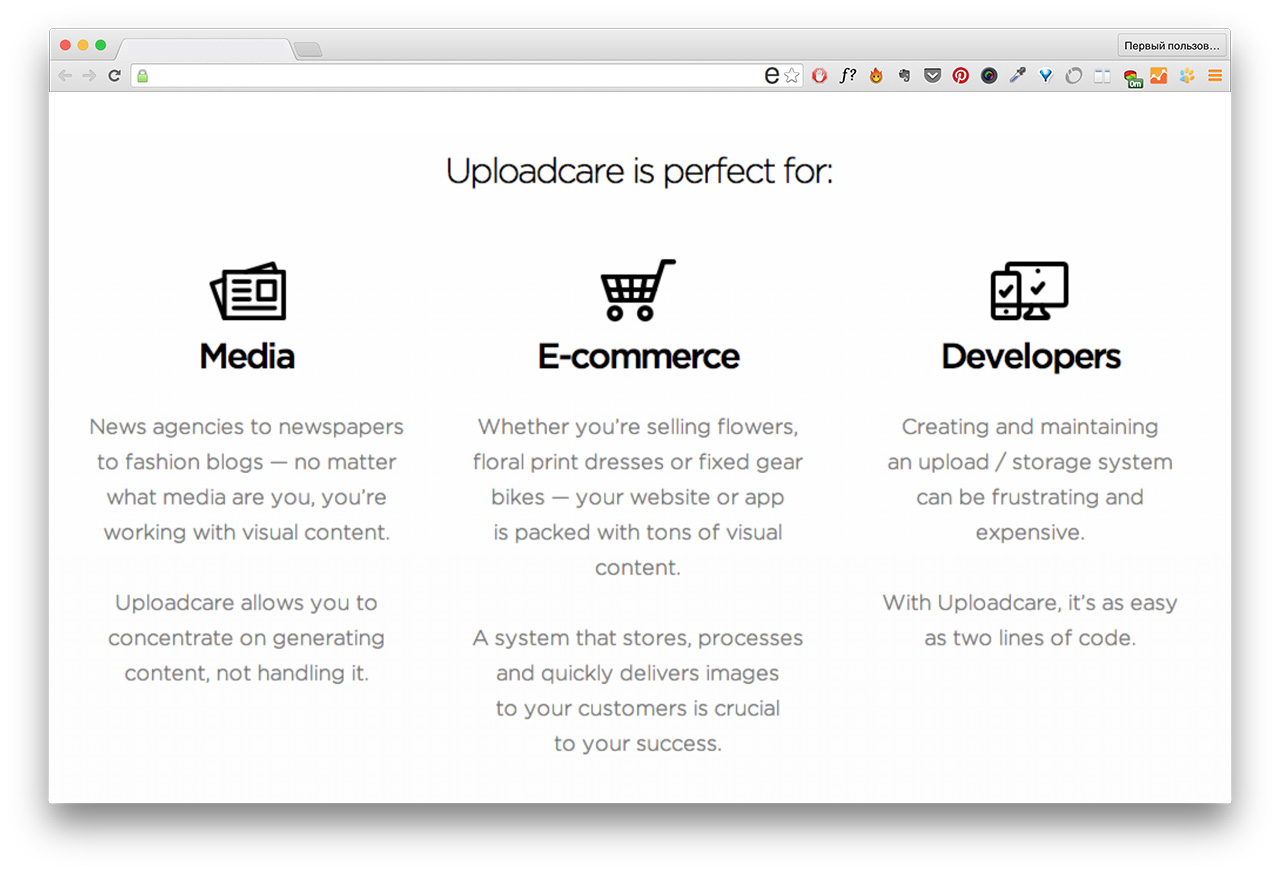 Первый пользов...
e
f?
0m
Uploadcare is perfect for:
Media
News agencies to newspapers
to fashion blogs — no matter
what media are you, you’re
working with visual content.
Uploadcare allows you to
concentrate on generating
content, not handling it.
E-commerce
Whether you’re selling flowers,
floral print dresses or fixed gear
bikes — your website or app
is packed with tons of visual
content.
A system that stores, processes
and quickly delivers images
to your customers is crucial
to your success.
Developers
Creating and maintaining
an upload / storage system
can be frustrating and
expensive.
With Uploadcare, it’s as easy
as two lines of code.